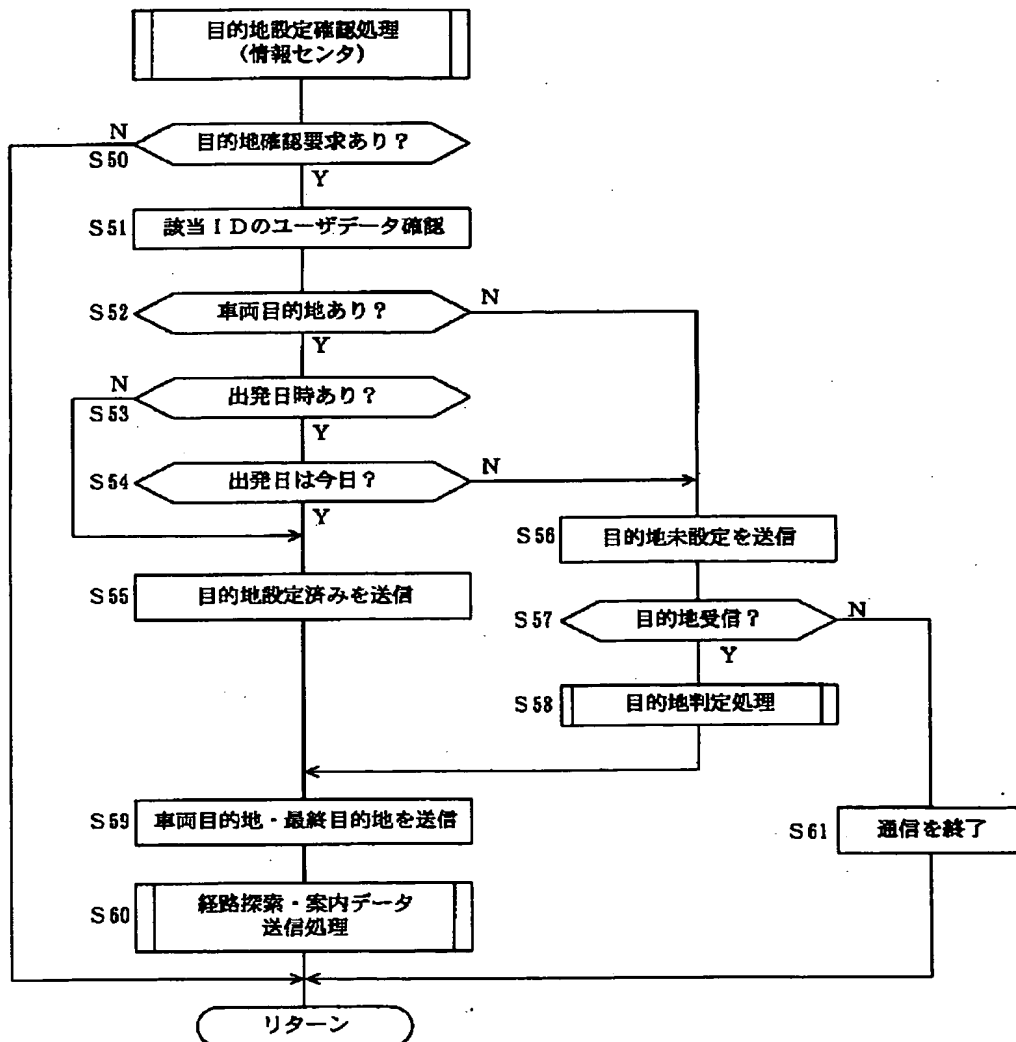 目的地設定確認処理
(情報センタ)
N
S50
目的地確認要求あり？
Y
S51
該当IDのユーザデータ確認
S52
車両目的地あり？
N
Y
N
S53
出発日時あり？
Y
S54
出発日は今日？
N
Y
S56
目的地未設定を送信
S55
目的地設定済みを送信
S57
目的地受信？
N
Y
S58
目的地判定処理
S59
車両目的地・最終目的地を送信
S61
通信を終了
S60
経路探索・案内データ
送信処理
リターン